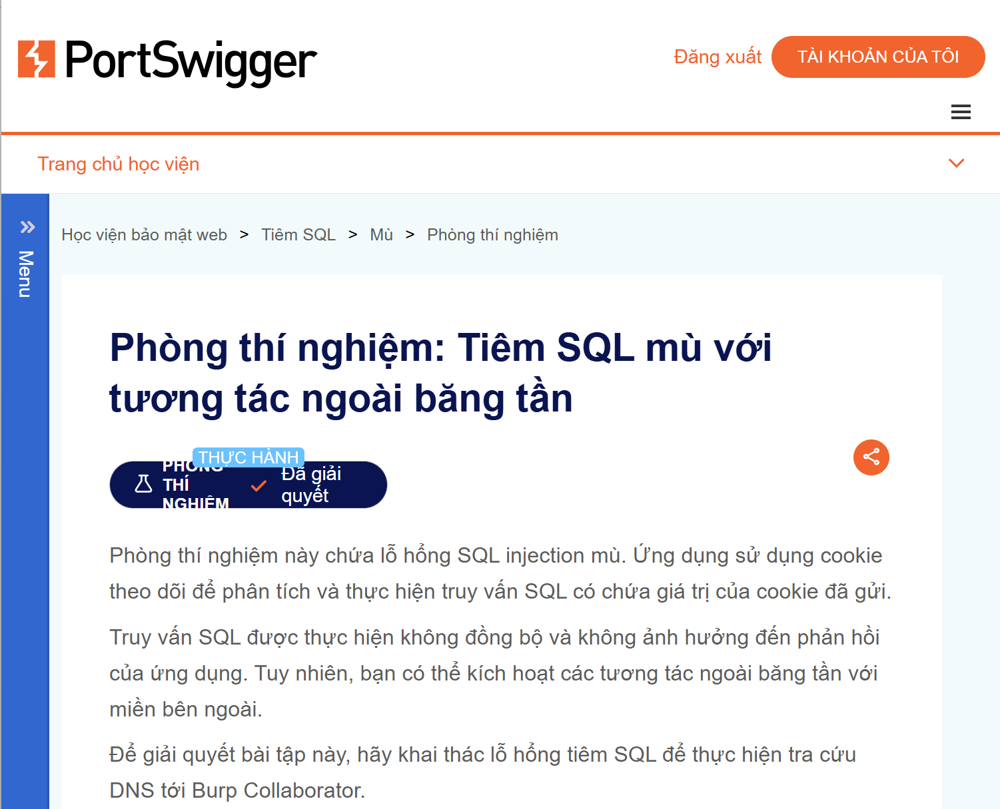 PortSwigger
Đăng xuất
TÀI KHOẢN CỦA TÔI
Trang chủ học viện
Menu
Học viện bảo mật web > Tiêm SQL > Mù > Phòng thí nghiệm
Phòng thí nghiệm: Tiêm SQL mù với
tương tác ngoài băng tần
THỰC HÀNH
PHÒNG
THÍ
NGHIỆM
Đã giải
quyết
Phòng thí nghiệm này chứa lỗ hổng SQL injection mù. Ứng dụng sử dụng cookie
theo dõi để phân tích và thực hiện truy vấn SQL có chứa giá trị của cookie đã gửi.
Truy vấn SQL được thực hiện không đồng bộ và không ảnh hưởng đến phản hồi
của ứng dụng. Tuy nhiên, bạn có thể kích hoạt các tương tác ngoài băng tần với
miền bên ngoài.
Để giải quyết bài tập này, hãy khai thác lỗ hổng tiêm SQL để thực hiện tra cứu
DNS tới Burp Collaborator.